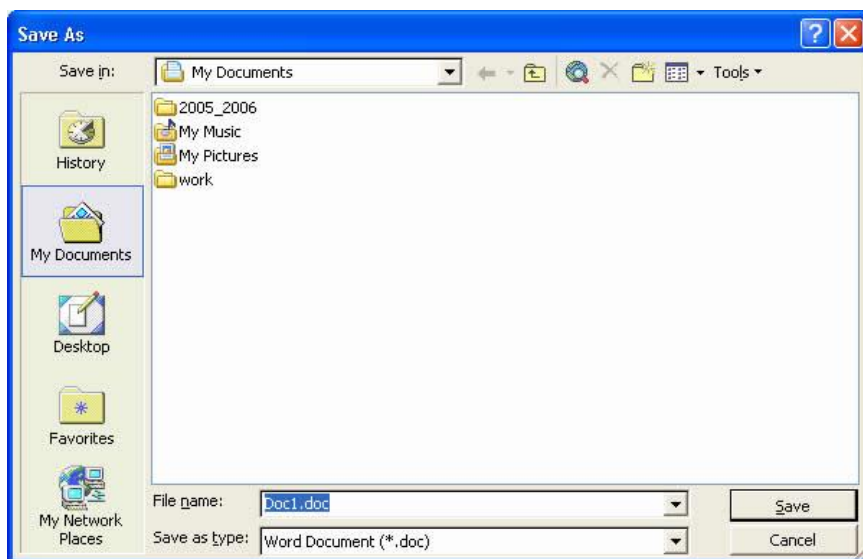 Save As
Save in:
My Documents
Tools
2005_2006
My Music
My Pictures
work
History
My Documents
Desktop
Favorites
My Network
Places
File name:
Doc1.doc
Save
Save as type:
Word Document (*.doc)
Cancel